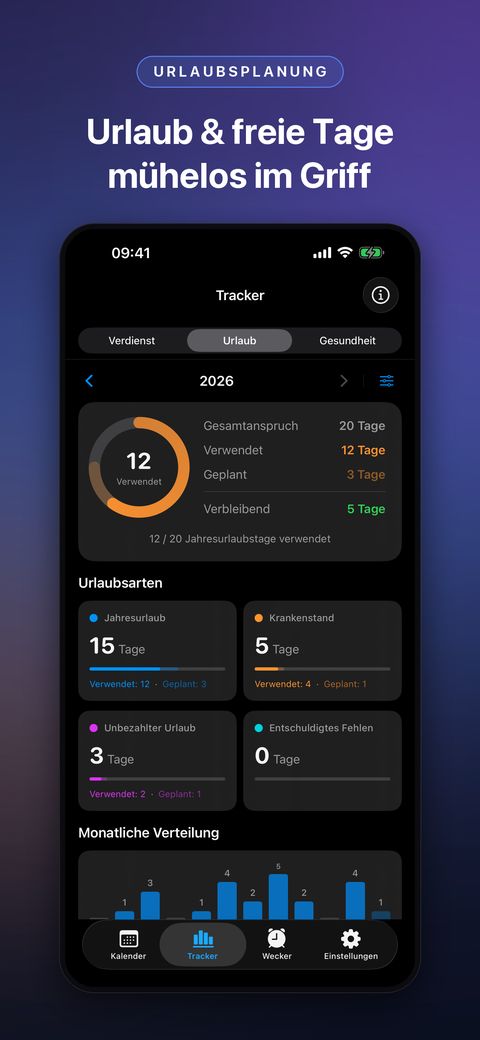 URLAUBSPLANUNG
Urlaub & freie Tage
mühelos im Griff
09:41
Tracker
Verdienst Urlaub Gesundheit
2026
12
Verwendet
Gesamtanspruch 20 Tage
Verwendet 12 Tage
Geplant 3 Tage
Verbleibend 5 Tage
12 / 20 Jahresurlaubstage verwendet
Urlaubsarten
Jahresurlaub
15 Tage
Verwendet: 12 · Geplant: 3
Krankenstand
5 Tage
Verwendet: 4 · Geplant: 1
Unbezahlter Urlaub
3 Tage
Verwendet: 2 · Geplant: 1
Entschuldigtes Fehlen
0 Tage
Monatliche Verteilung
1 3 1 4 2 5 2 4 1
Kalender Tracker Wecker Einstellungen